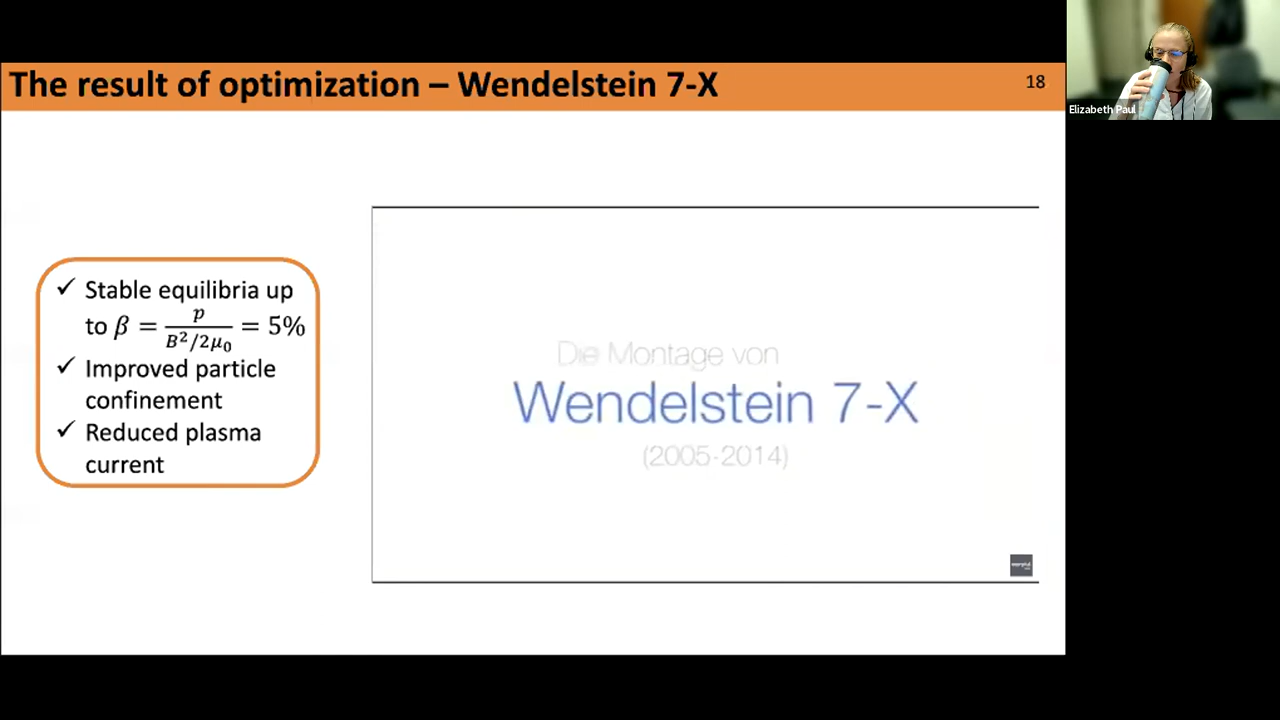 The result of optimization – Wendelstein 7-X
18
Elizabeth Paul
✓ Stable equilibria up
to β = p / B²/2μ₀ = 5%
✓ Improved particle
confinement
✓ Reduced plasma
current
Die Montage von
Wendelstein 7-X
(2005-2014)